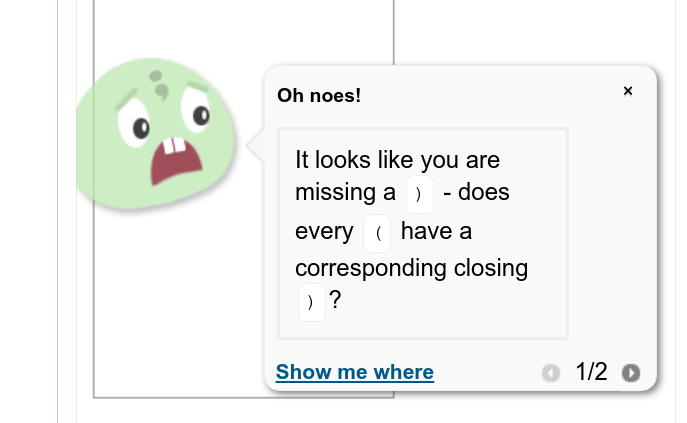 Oh noes!
×
It looks like you are
missing a ) - does
every ( have a
corresponding closing
) ?
Show me where
1/2